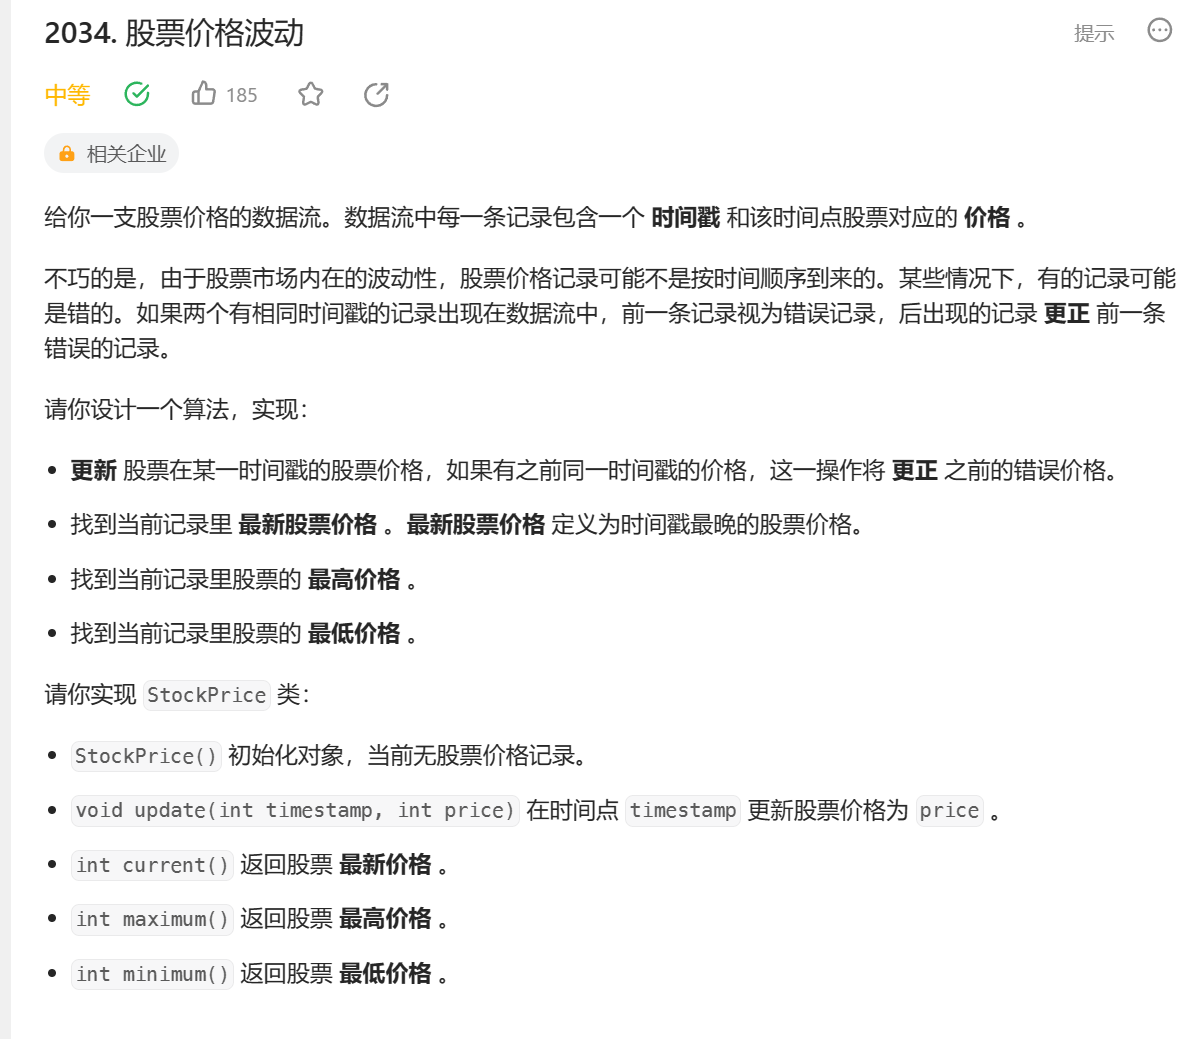 2034. 股票价格波动
提示
中等
185
相关企业
给你一支股票价格的数据流。数据流中每一条记录包含一个 时间戳 和该时间点股票对应的 价格 。
不巧的是，由于股票市场内在的波动性，股票价格记录可能不是按时间顺序到来的。某些情况下，有的记录可能
是错的。如果两个有相同时间戳的记录出现在数据流中，前一条记录视为错误记录，后出现的记录 更正 前一条
错误的记录。
请你设计一个算法，实现：
• 更新 股票在某一时间戳的股票价格，如果有之前同一时间戳的价格，这一操作将 更正 之前的错误价格。
• 找到当前记录里 最新股票价格 。最新股票价格 定义为时间戳最晚的股票价格。
• 找到当前记录里股票的 最高价格 。
• 找到当前记录里股票的 最低价格 。
请你实现 StockPrice 类：
• StockPrice() 初始化对象，当前无股票价格记录。
• void update(int timestamp, int price) 在时间点 timestamp 更新股票价格为 price 。
• int current() 返回股票 最新价格 。
• int maximum() 返回股票 最高价格 。
• int minimum() 返回股票 最低价格 。